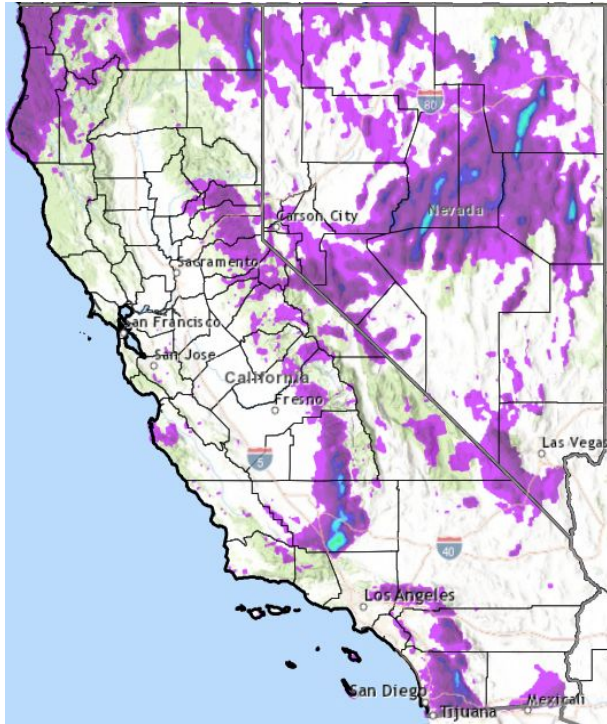 80
Nevada
Carson City
Sacramento
San Francisco
San Jose
California
Fresno
Las Vegas
5
40
Los Angeles
San Diego
Tijuana
Mexicali